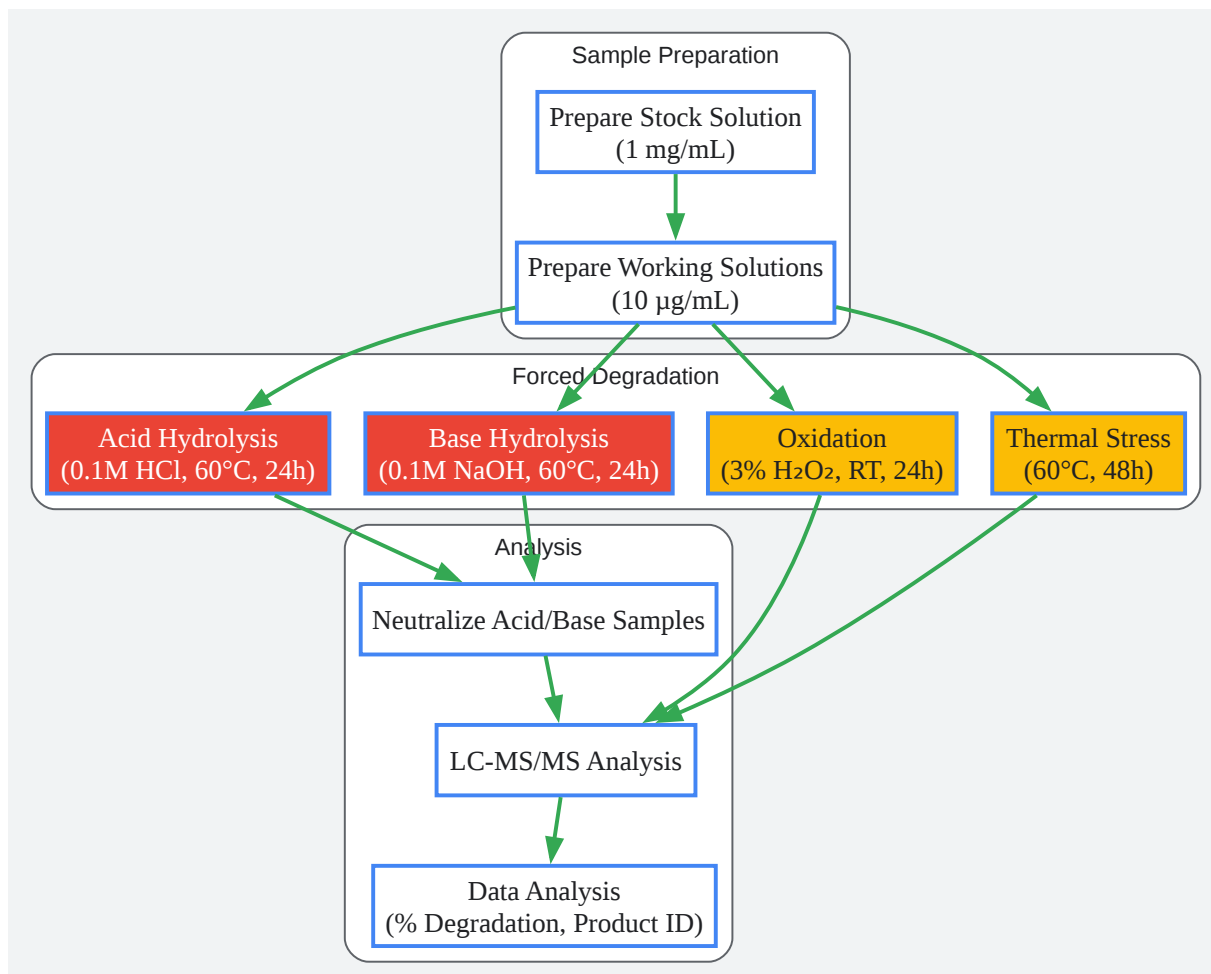 Sample Preparation
Prepare Stock Solution
(1 mg/mL)
Prepare Working Solutions
(10 µg/mL)
Forced Degradation
Acid Hydrolysis
(0.1M HCl, 60°C, 24h)
Base Hydrolysis
(0.1M NaOH, 60°C, 24h)
Oxidation
(3% H₂O₂, RT, 24h)
Thermal Stress
(60°C, 48h)
Analysis
Neutralize Acid/Base Samples
LC-MS/MS Analysis
Data Analysis
(% Degradation, Product ID)